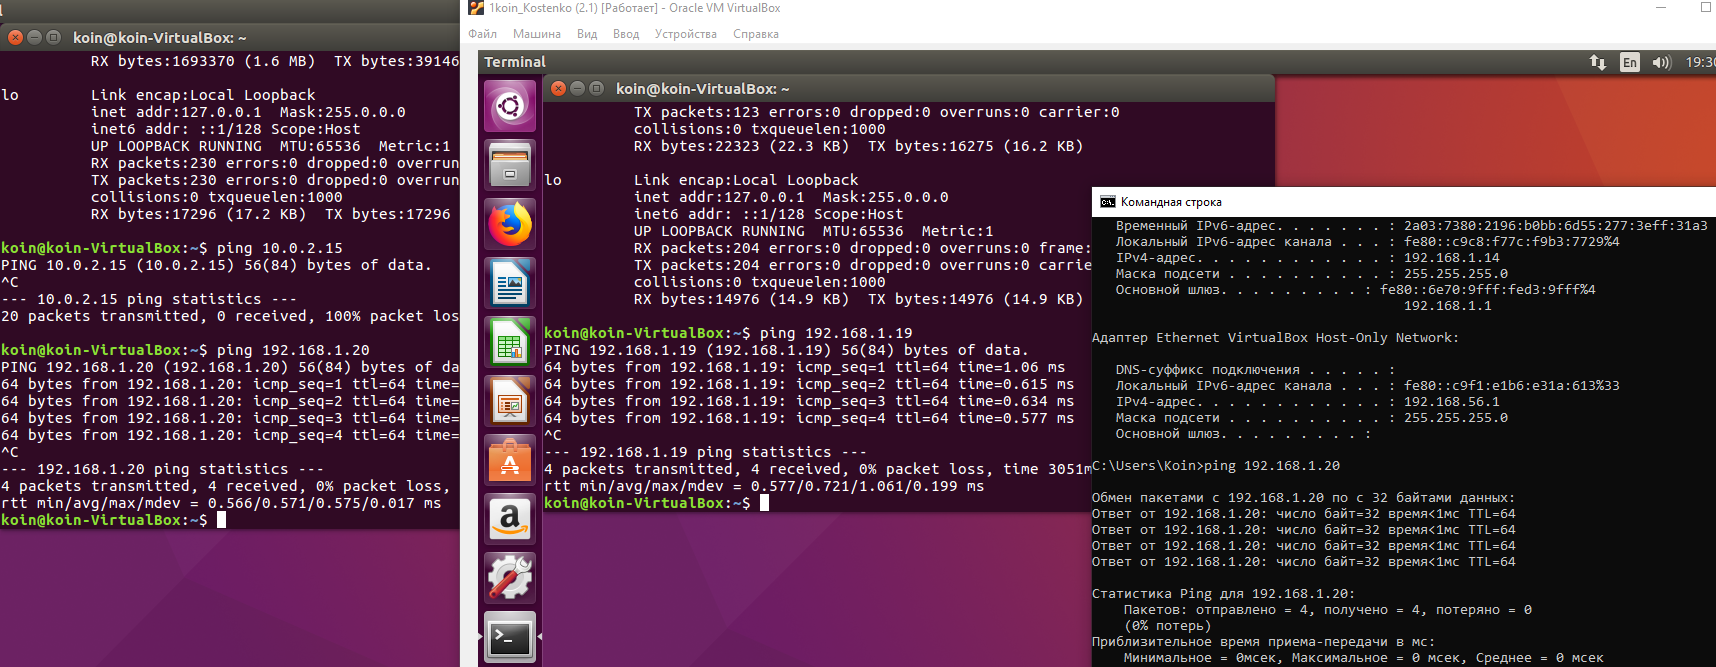 koin@koin-VirtualBox: ~
RX bytes:1693370 (1.6 MB)  TX bytes:39146
lo        Link encap:Local Loopback
inet addr:127.0.0.1  Mask:255.0.0.0
inet6 addr: ::1/128 Scope:Host
UP LOOPBACK RUNNING  MTU:65536  Metric:1
RX packets:230 errors:0 dropped:0 overrun
TX packets:230 errors:0 dropped:0 overrun
collisions:0 txqueuelen:1000
RX bytes:17296 (17.2 KB)  TX bytes:17296
koin@koin-VirtualBox:~$ ping 10.0.2.15
PING 10.0.2.15 (10.0.2.15) 56(84) bytes of data.
^C
--- 10.0.2.15 ping statistics ---
20 packets transmitted, 0 received, 100% packet los
koin@koin-VirtualBox:~$ ping 192.168.1.20
PING 192.168.1.20 (192.168.1.20) 56(84) bytes of da
64 bytes from 192.168.1.20: icmp_seq=1 ttl=64 time=
64 bytes from 192.168.1.20: icmp_seq=2 ttl=64 time=
64 bytes from 192.168.1.20: icmp_seq=3 ttl=64 time=
64 bytes from 192.168.1.20: icmp_seq=4 ttl=64 time=
^C
--- 192.168.1.20 ping statistics ---
4 packets transmitted, 4 received, 0% packet loss,
rtt min/avg/max/mdev = 0.566/0.571/0.575/0.017 ms
koin@koin-VirtualBox:~$
1koin_Kostenko (2.1) [Работает] - Oracle VM VirtualBox
Файл Машина Вид Ввод Устройства Справка
Terminal En 19:30
koin@koin-VirtualBox: ~
TX packets:123 errors:0 dropped:0 overruns:0 carrier:0
collisions:0 txqueuelen:1000
RX bytes:22323 (22.3 KB)  TX bytes:16275 (16.2 KB)
lo        Link encap:Local Loopback
inet addr:127.0.0.1  Mask:255.0.0.0
inet6 addr: ::1/128 Scope:Host
UP LOOPBACK RUNNING  MTU:65536  Metric:1
RX packets:204 errors:0 dropped:0 overruns:0 frame:
TX packets:204 errors:0 dropped:0 overruns:0 carrie
collisions:0 txqueuelen:1000
RX bytes:14976 (14.9 KB)  TX bytes:14976 (14.9 KB)
koin@koin-VirtualBox:~$ ping 192.168.1.19
PING 192.168.1.19 (192.168.1.19) 56(84) bytes of data.
64 bytes from 192.168.1.19: icmp_seq=1 ttl=64 time=1.06 ms
64 bytes from 192.168.1.19: icmp_seq=2 ttl=64 time=0.615 ms
64 bytes from 192.168.1.19: icmp_seq=3 ttl=64 time=0.634 ms
64 bytes from 192.168.1.19: icmp_seq=4 ttl=64 time=0.577 ms
^C
--- 192.168.1.19 ping statistics ---
4 packets transmitted, 4 received, 0% packet loss, time 3051m
rtt min/avg/max/mdev = 0.577/0.721/1.061/0.199 ms
koin@koin-VirtualBox:~$
Командная строка
Временный IPv6-адрес. . . . . . . : 2a03:7380:2196:b0bb:6d55:277:3eff:31a3
Локальный IPv6-адрес канала . . . : fe80::c9c8:f77c:f9b3:7729%4
IPv4-адрес. . . . . . . . . . . . : 192.168.1.14
Маска подсети . . . . . . . . . . : 255.255.255.0
Основной шлюз. . . . . . . . . : fe80::6e70:9fff:fed3:9fff%4
192.168.1.1
Адаптер Ethernet VirtualBox Host-Only Network:
DNS-суффикс подключения . . . . . :
Локальный IPv6-адрес канала . . . : fe80::c9f1:e1b6:e31a:613%33
IPv4-адрес. . . . . . . . . . . . : 192.168.56.1
Маска подсети . . . . . . . . . . : 255.255.255.0
Основной шлюз. . . . . . . . . :
C:\Users\Koin>ping 192.168.1.20
Обмен пакетами с 192.168.1.20 по с 32 байтами данных:
Ответ от 192.168.1.20: число байт=32 время<1мс TTL=64
Ответ от 192.168.1.20: число байт=32 время<1мс TTL=64
Ответ от 192.168.1.20: число байт=32 время<1мс TTL=64
Ответ от 192.168.1.20: число байт=32 время<1мс TTL=64
Статистика Ping для 192.168.1.20:
Пакетов: отправлено = 4, получено = 4, потеряно = 0
(0% потерь)
Приблизительное время приема-передачи в мс:
Минимальное = 0мсек, Максимальное = 0 мсек, Среднее = 0 мсек